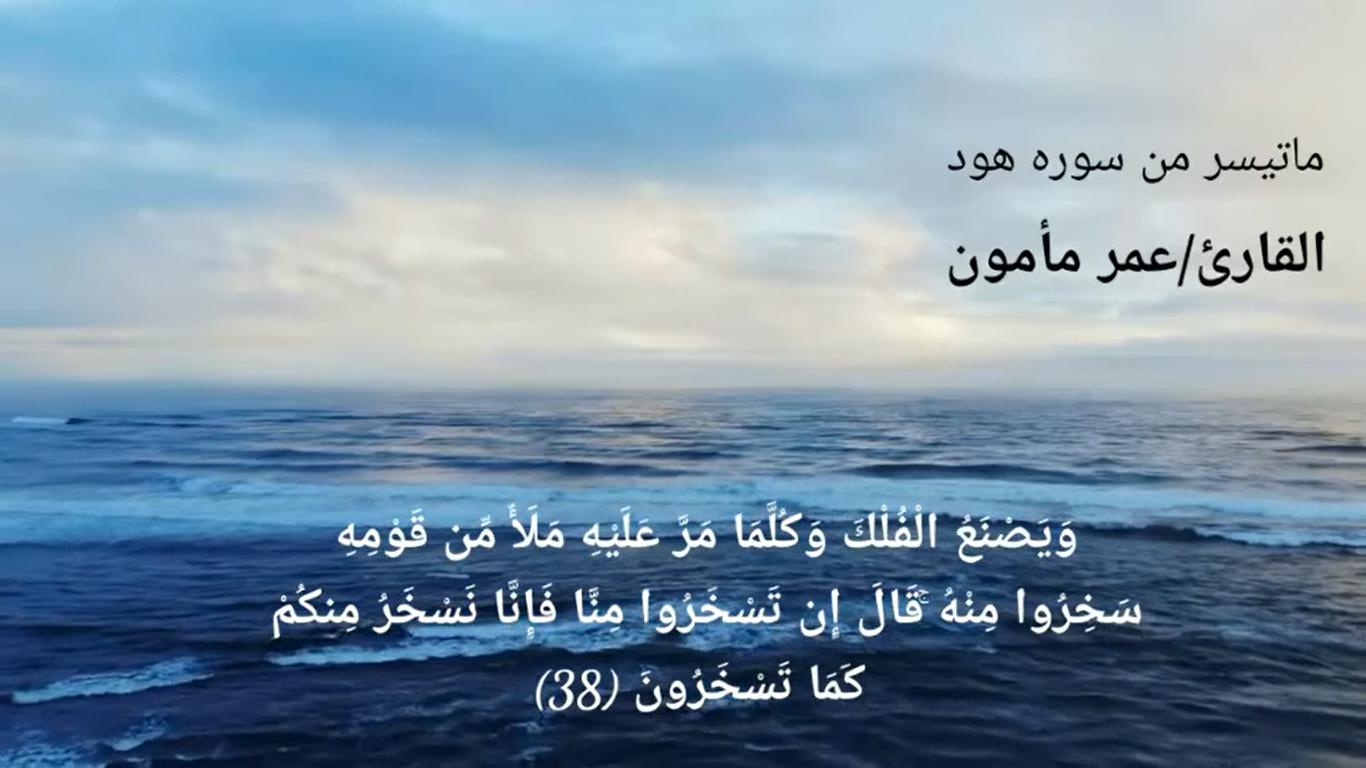 ماتيسر من سوره هود
القارئ/عمر مأمون
وَيَصْنَعُ الْفُلْكَ وَكُلَّمَا مَرَّ عَلَيْهِ مَلَأٌ مِّن قَوْمِهِ
سَخِرُوا مِنْهُ ۚ قَالَ إِن تَسْخَرُوا مِنَّا فَإِنَّا نَسْخَرُ مِنكُمْ
كَمَا تَسْخَرُونَ (38)